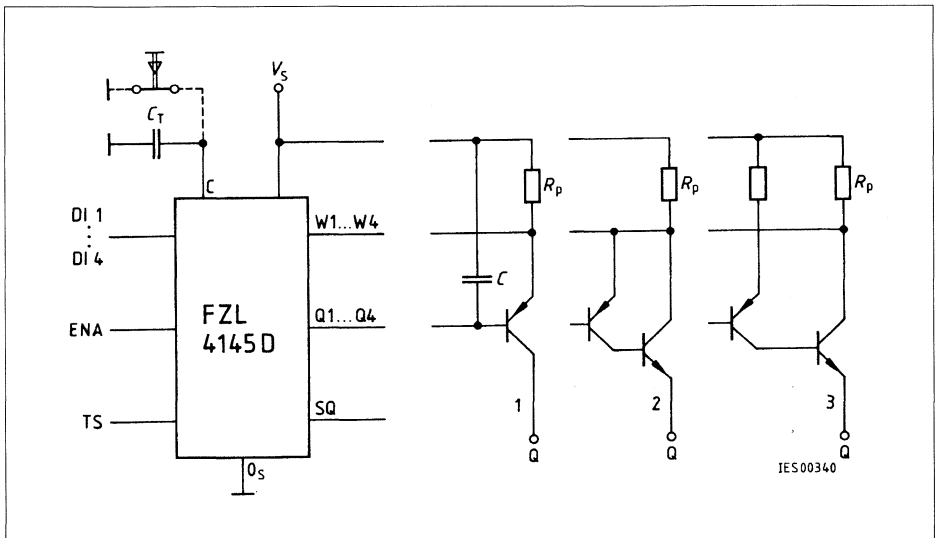 V_S
C_T
C
DI 1
⋮
DI 4
ENA
TS
FZL
4145D
W1...W4
Q1...Q4
SQ
0_S
C
R_p
1
Q
R_p
2
Q
R_p
3
Q
IES00340